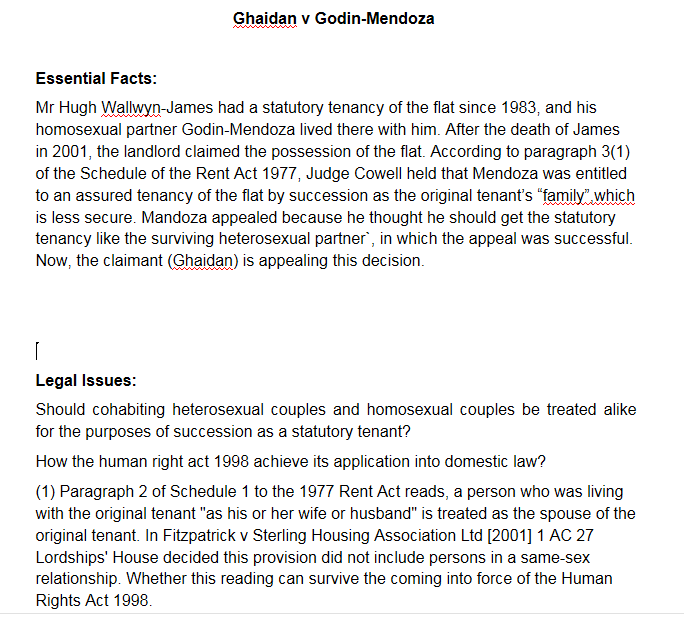 Ghaidan v Godin-Mendoza
Essential Facts:
Mr Hugh Wallwyn-James had a statutory tenancy of the flat since 1983, and his
homosexual partner Godin-Mendoza lived there with him. After the death of James
in 2001, the landlord claimed the possession of the flat. According to paragraph 3(1)
of the Schedule of the Rent Act 1977, Judge Cowell held that Mendoza was entitled
to an assured tenancy of the flat by succession as the original tenant's “family”,which
is less secure. Mandoza appealed because he thought he should get the statutory
tenancy like the surviving heterosexual partner`, in which the appeal was successful.
Now, the claimant (Ghaidan) is appealing this decision.
Legal Issues:
Should cohabiting heterosexual couples and homosexual couples be treated alike
for the purposes of succession as a statutory tenant?
How the human right act 1998 achieve its application into domestic law?
(1) Paragraph 2 of Schedule 1 to the 1977 Rent Act reads, a person who was living
with the original tenant "as his or her wife or husband" is treated as the spouse of the
original tenant. In Fitzpatrick v Sterling Housing Association Ltd [2001] 1 AC 27
Lordships' House decided this provision did not include persons in a same-sex
relationship. Whether this reading can survive the coming into force of the Human
Rights Act 1998.